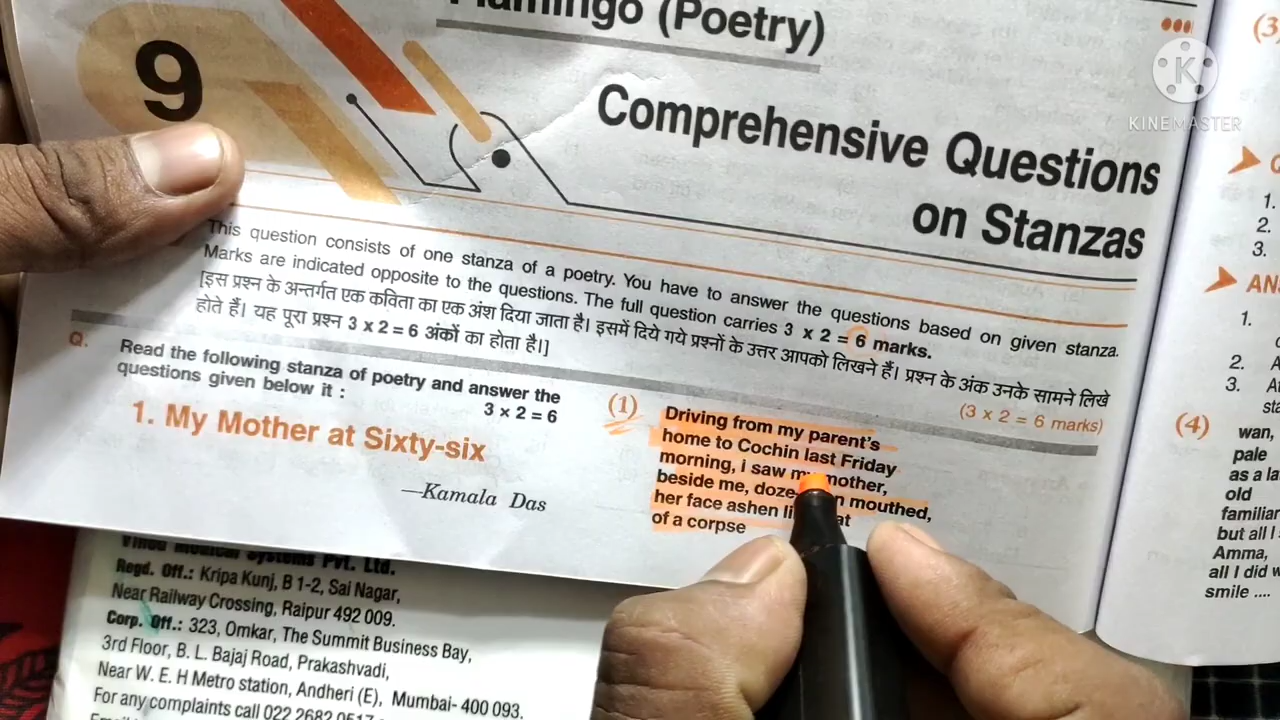 Flamingo (Poetry)
9
Comprehensive Questions
on Stanzas
This question consists of one stanza of a poetry. You have to answer the questions based on given stanza.
Marks are indicated opposite to the questions. The full question carries 3 x 2 = 6 marks.
[इस प्रश्न के अन्तर्गत एक कविता का एक अंश दिया जाता है। इसमें दिये गये प्रश्नों के उत्तर आपको लिखने हैं। प्रश्न के अंक उनके सामने लिखे
होते हैं। यह पूरा प्रश्न 3 x 2 = 6 अंकों का होता है।]
(3 x 2 = 6 marks)
Q. Read the following stanza of poetry and answer the
questions given below it :
3 x 2 = 6
1. My Mother at Sixty-six
—Kamala Das
(1) Driving from my parent's
home to Cochin last Friday
morning, i saw my mother,
beside me, doze mouthed,
her face ashen
of a corpse
(3)
1.
2.
3.
AN
1.
2.
3.
(4) wan,
pale
as a la
old
familiar
but all I
Amma,
all I did w
smile ....
KINEMASTER
Medical Systems Pvt. Ltd.
Regd. Off.: Kripa Kunj, B 1-2, Sai Nagar,
Near Railway Crossing, Raipur 492 009.
Corp. Off.: 323, Omkar, The Summit Business Bay,
3rd Floor, B. L. Bajaj Road, Prakashvadi,
Near W. E. H Metro station, Andheri (E), Mumbai- 400 093.
For any complaints call 022 2682 0517